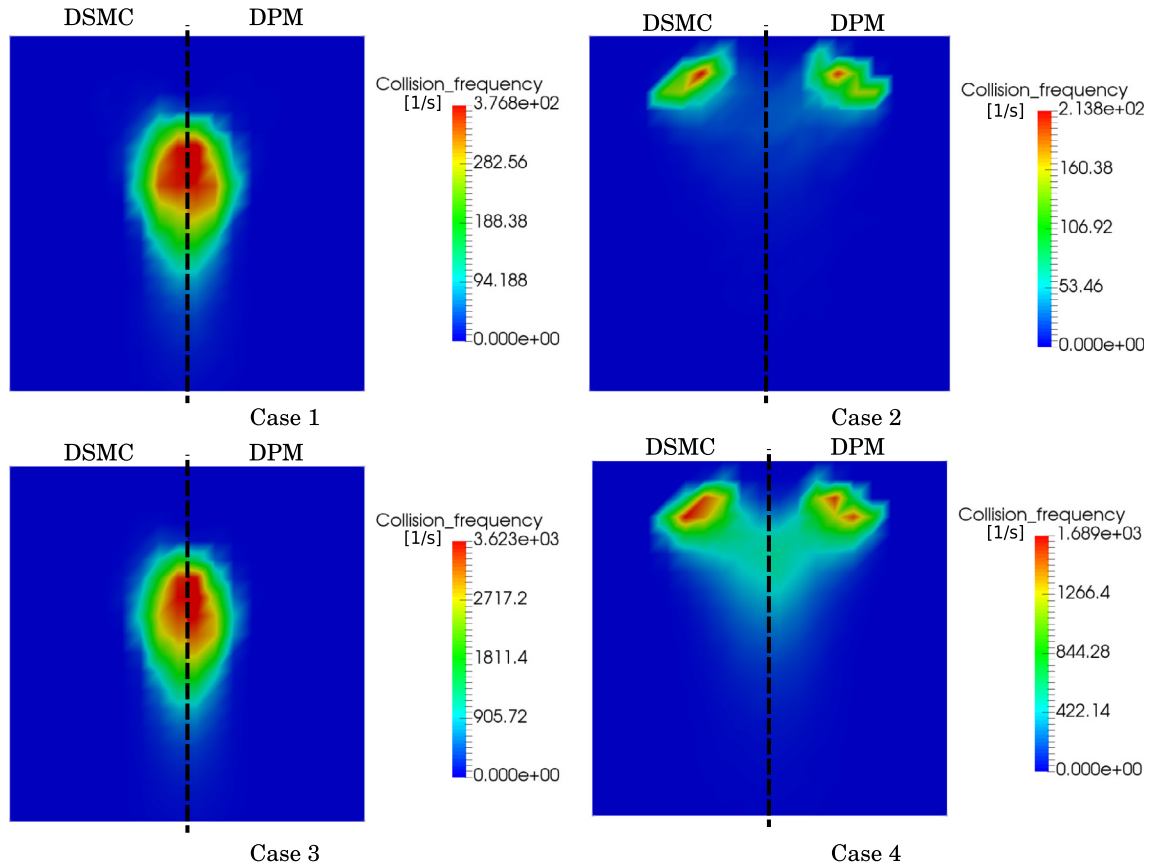 DSMC
DPM
Collision_frequency
[1/s]
3.768e+02
282.56
188.38
94.188
0.000e+00
Case 1
DSMC
DPM
Collision_frequency
[1/s]
2.138e+02
160.38
106.92
53.46
0.000e+00
Case 2
DSMC
DPM
Collision_frequency
[1/s]
3.623e+03
2717.2
1811.4
905.72
0.000e+00
Case 3
DSMC
DPM
Collision_frequency
[1/s]
1.689e+03
1266.4
844.28
422.14
0.000e+00
Case 4